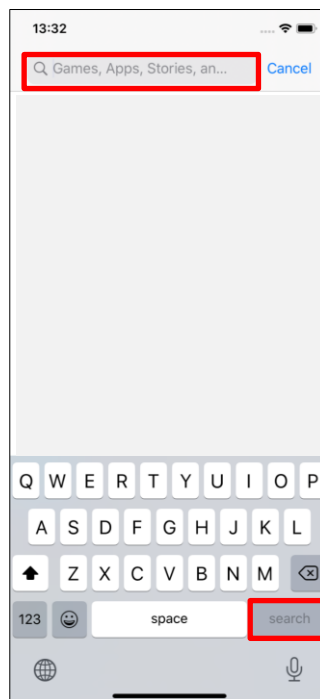 13:32
Games, Apps, Stories, an...
Cancel
Q W E R T Y U I O P
A S D F G H J K L
Z X C V B N M
123 space search